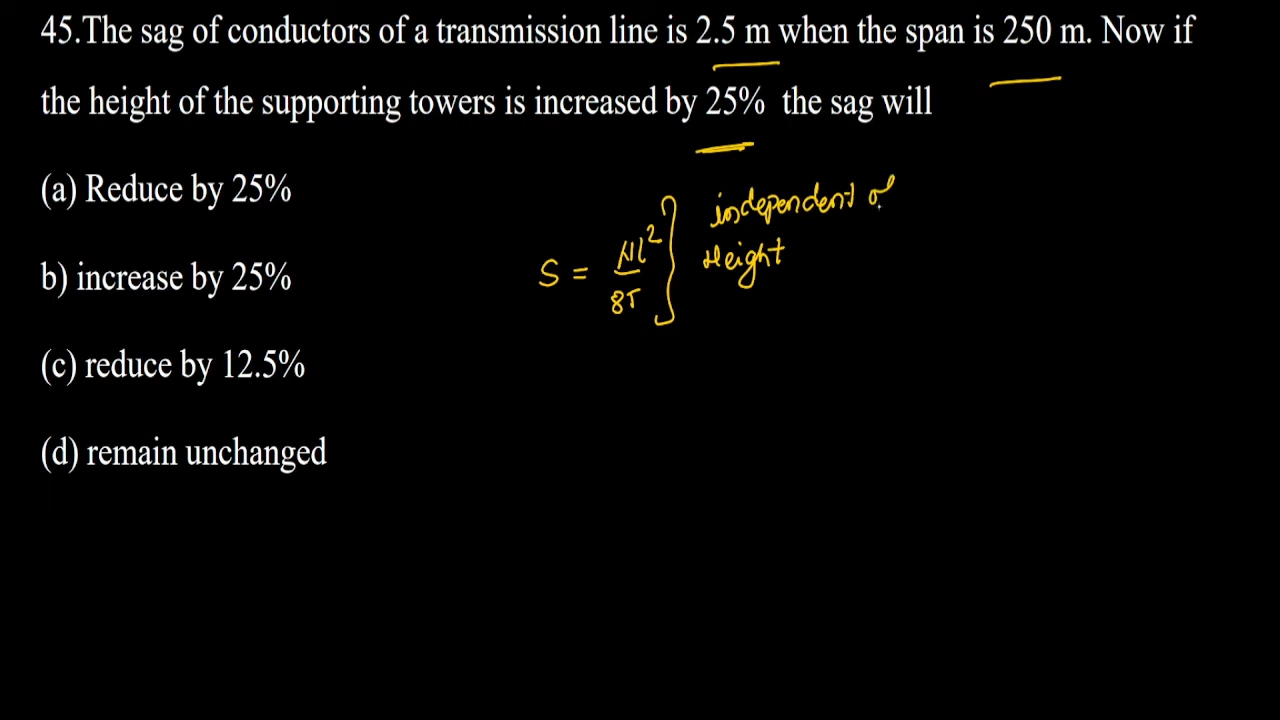 45.The sag of conductors of a transmission line is 2.5 m when the span is 250 m. Now if
the height of the supporting towers is increased by 25% the sag will
(a) Reduce by 25%
b) increase by 25%
(c) reduce by 12.5%
(d) remain unchanged
S = μl²/8T } independent of
Height